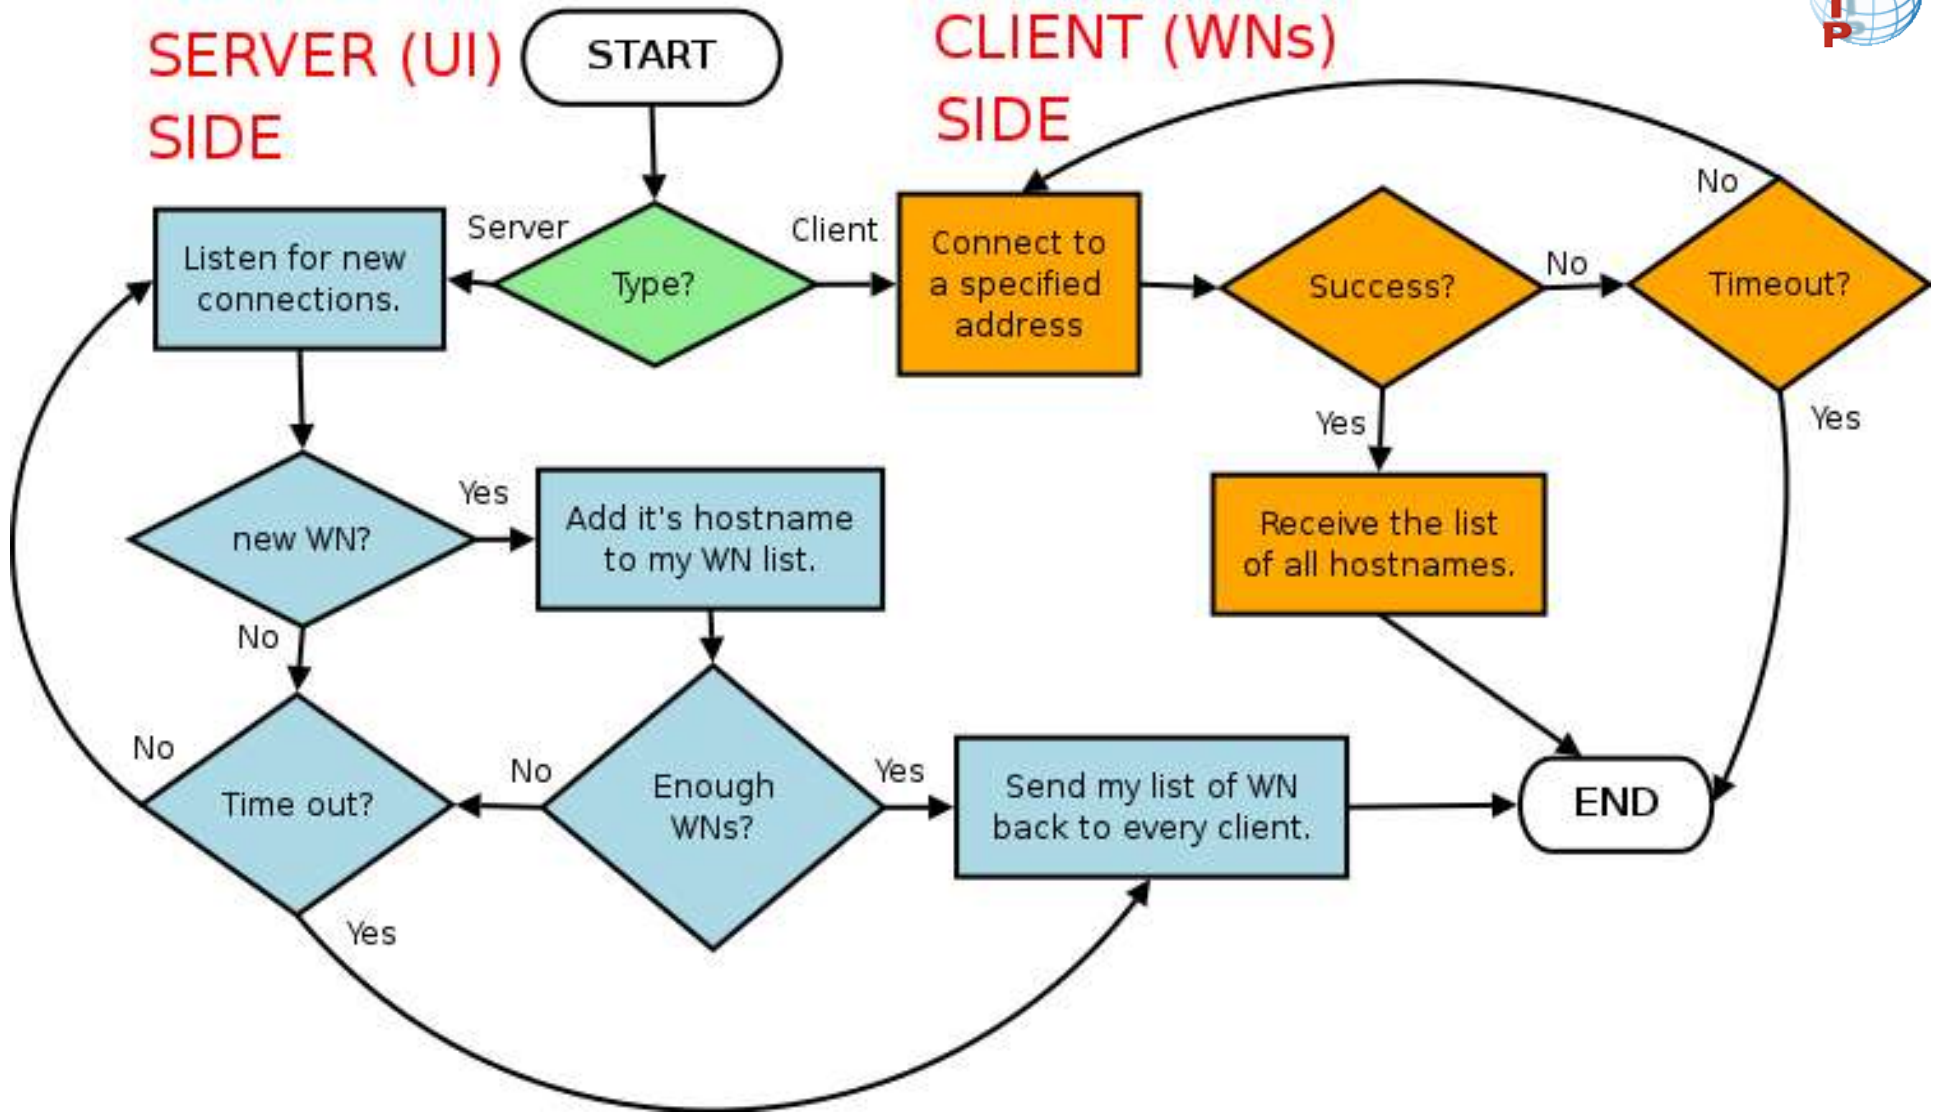 SERVER (UI)
SIDE
START
CLIENT (WNs)
SIDE
Server
Type?
Client
Listen for new
connections.
Connect to
a specified
address
Success?
No
Timeout?
No
Yes
Yes
new WN?
Yes
Add it's hostname
to my WN list.
Receive the list
of all hostnames.
No
Time out?
No
Yes
Enough
WNs?
No
Yes
Send my list of WN
back to every client.
END